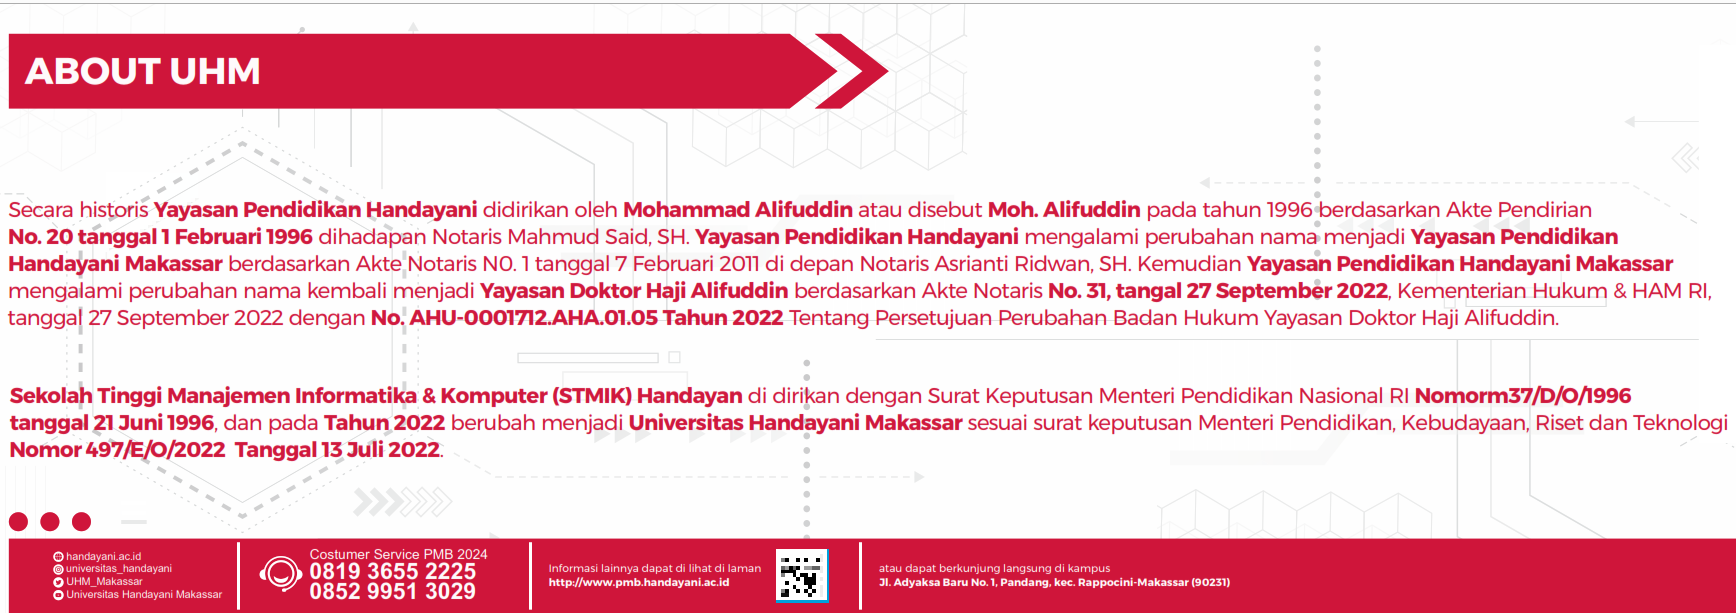 ABOUT UHM
Secara historis Yayasan Pendidikan Handayani didirikan oleh Mohammad Alifuddin atau disebut Moh. Alifuddin pada tahun 1996 berdasarkan Akte Pendirian
No. 20 tanggal 1 Februari 1996 dihadapan Notaris Mahmud Said, SH. Yayasan Pendidikan Handayani mengalami perubahan nama menjadi Yayasan Pendidikan
Handayani Makassar berdasarkan Akte Notaris N0. 1 tanggal 7 Februari 2011 di depan Notaris Asrianti Ridwan, SH. Kemudian Yayasan Pendidikan Handayani Makassar
mengalami perubahan nama kembali menjadi Yayasan Doktor Haji Alifuddin berdasarkan Akte Notaris No. 31, tangal 27 September 2022, Kementerian Hukum & HAM RI,
tanggal 27 September 2022 dengan No. AHU-0001712.AHA.01.05 Tahun 2022 Tentang Persetujuan Perubahan Badan Hukum Yayasan Doktor Haji Alifuddin.
Sekolah Tinggi Manajemen Informatika & Komputer (STMIK) Handayan di dirikan dengan Surat Keputusan Menteri Pendidikan Nasional RI Nomorm37/D/O/1996
tanggal 21 Juni 1996, dan pada Tahun 2022 berubah menjadi Universitas Handayani Makassar sesuai surat keputusan Menteri Pendidikan, Kebudayaan, Riset dan Teknologi
Nomor 497/E/O/2022 Tanggal 13 Juli 2022.
handayani.ac.id
universitas_handayani
UHM_Makassar
Universitas Handayani Makassar
Costumer Service PMB 2024
0819 3655 2225
0852 9951 3029
Informasi lainnya dapat di lihat di laman
http://www.pmb.handayani.ac.id
atau dapat berkunjung langsung di kampus
Jl. Adyaksa Baru No. 1, Pandang, kec. Rappocini-Makassar (90231)